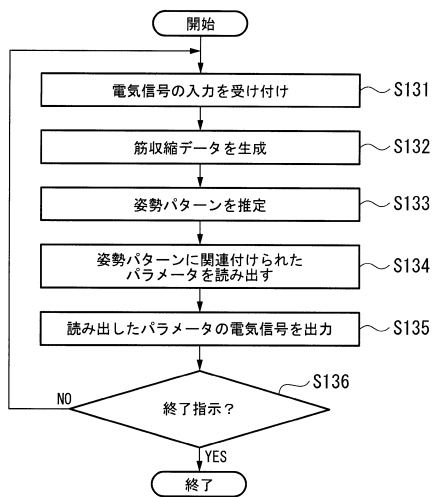 開始
電気信号の入力を受け付け
S131
筋収縮データを生成
S132
姿勢パターンを推定
S133
姿勢パターンに関連付けられた
パラメータを読み出す
S134
読み出したパラメータの電気信号を出力
S135
S136
終了指示?
NO
YES
終了